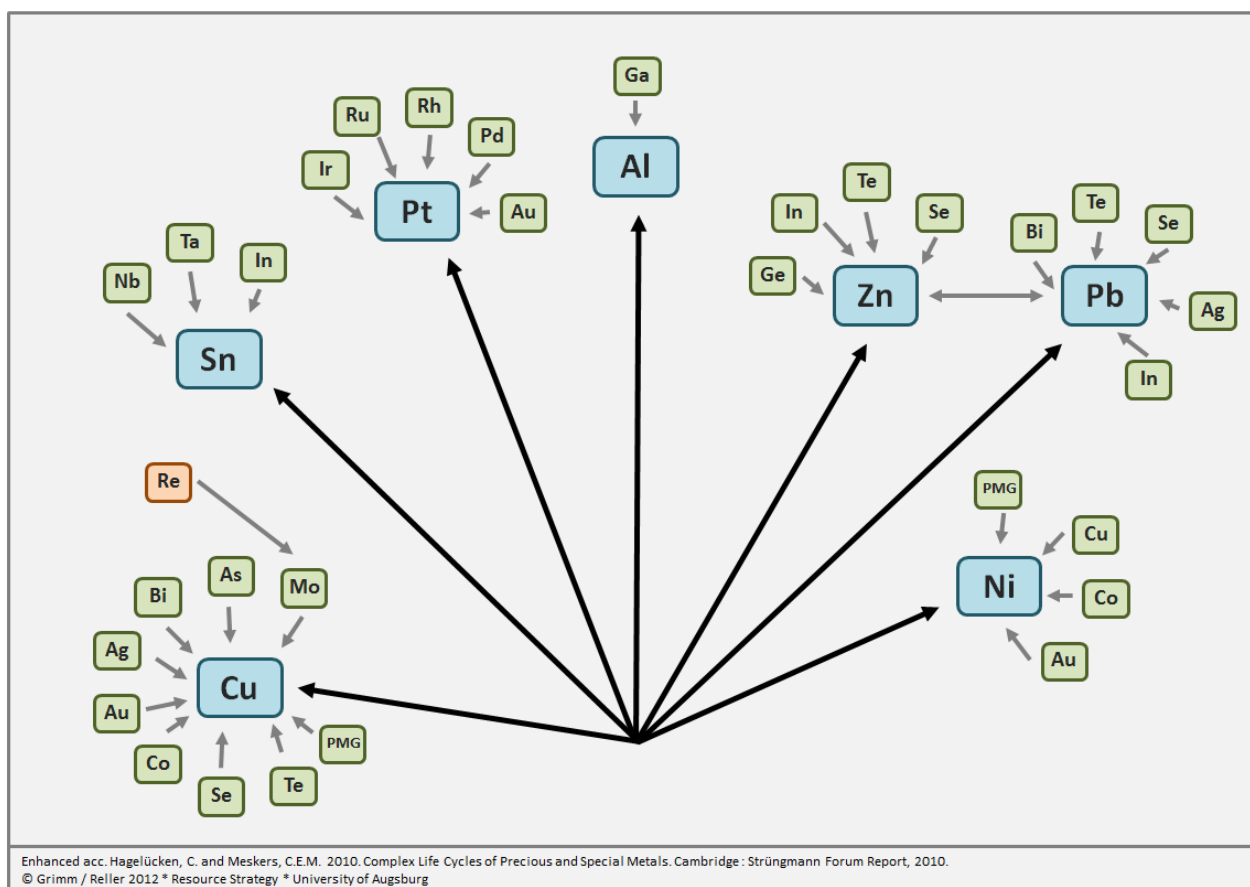 Ga
Rh
Ru
Pd
Al
Ir
Te
Pt
Au
In
Se
Te
Se
Ta
Bi
In
Nb
Ge
Zn
Pb
Ag
Sn
In
Re
PMG
Cu
As
Mo
Ni
Co
Bi
Ag
Au
Cu
Au
PMG
Co
Te
Se
Enhanced acc. Hagelücken, C. and Meskers, C.E.M. 2010. Complex Life Cycles of Precious and Special Metals. Cambridge : Strüngmann Forum Report, 2010.
© Grimm / Reller 2012 * Resource Strategy * University of Augsburg